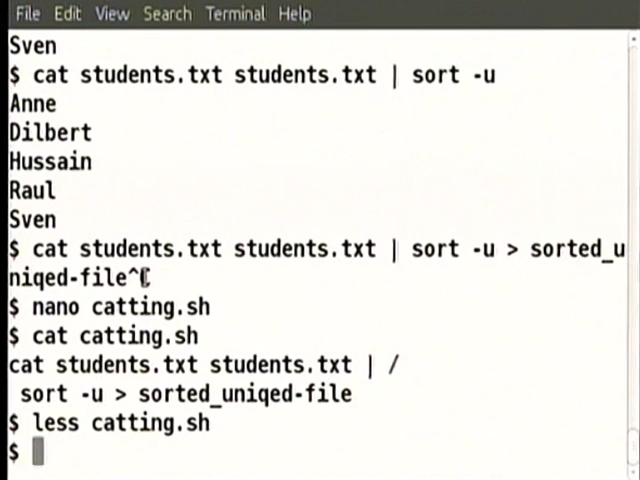 File Edit View Search Terminal Help
Sven
$ cat students.txt students.txt | sort -u
Anne
Dilbert
Hussain
Raul
Sven
$ cat students.txt students.txt | sort -u > sorted_u
niqed-file^C
$ nano catting.sh
$ cat catting.sh
cat students.txt students.txt | /
 sort -u > sorted_uniqed-file
$ less catting.sh
$